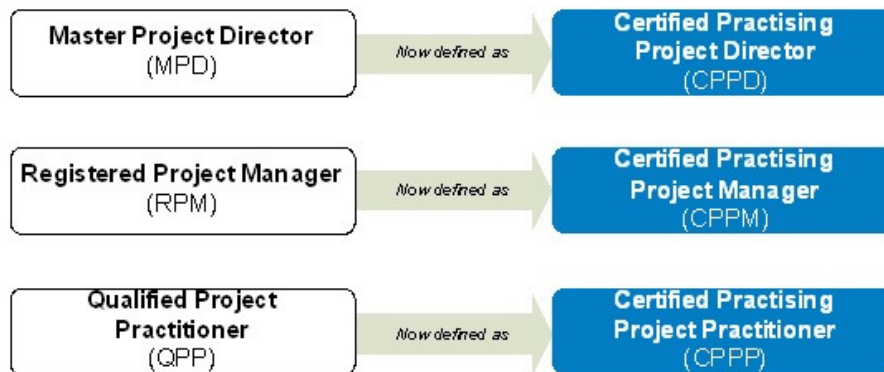 Master Project Director
(MPD)
Now defined as
Certified Practising
Project Director
(CPPD)
Registered Project Manager
(RPM)
Now defined as
Certified Practising
Project Manager
(CPPM)
Qualified Project
Practitioner
(QPP)
Now defined as
Certified Practising
Project Practitioner
(CPPP)